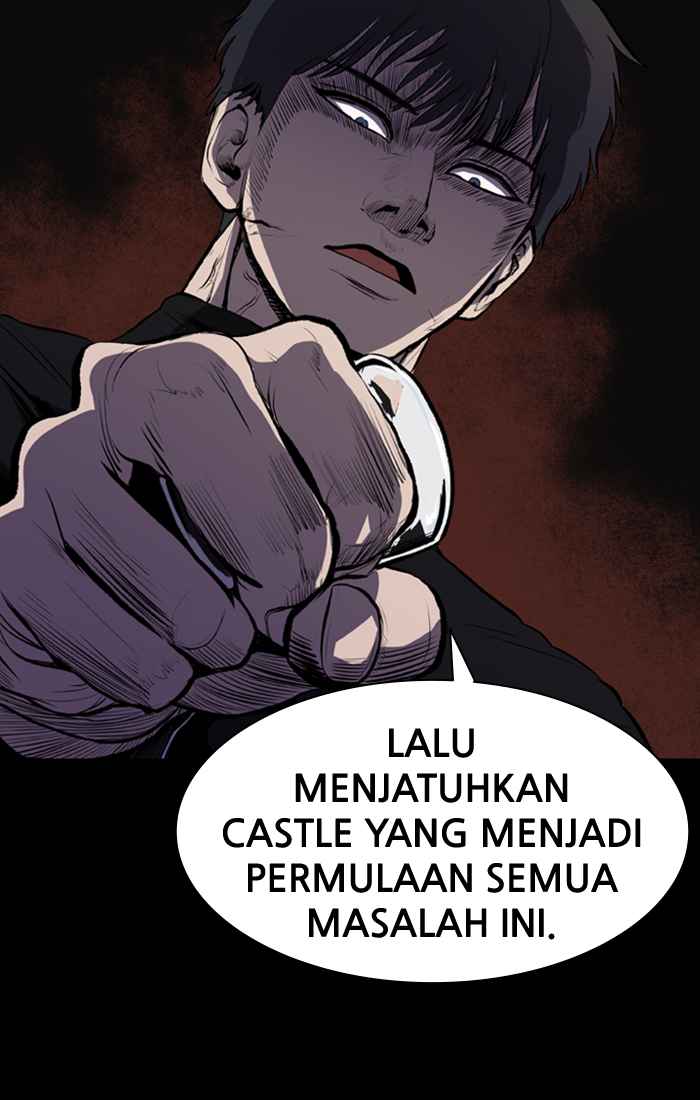 LALU
MENJATUHKAN
CASTLE YANG MENJADI
PERMULAAN SEMUA
MASALAH INI.